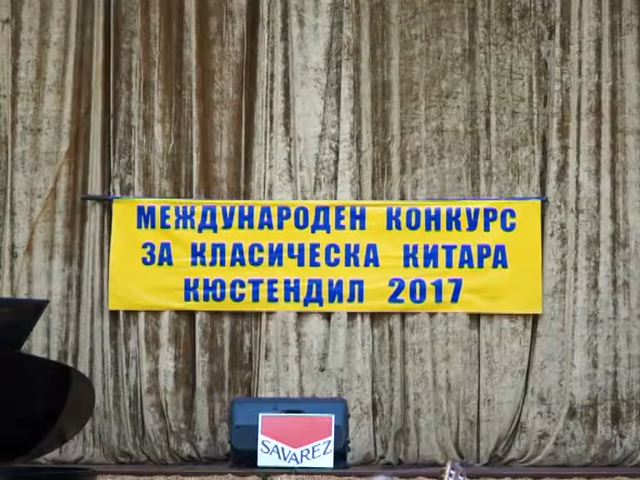 МЕЖДУНАРОДЕН КОНКУРС
ЗА КЛАСИЧЕСКА КИТАРА
КЮСТЕНДИЛ 2017
SAVAREZ